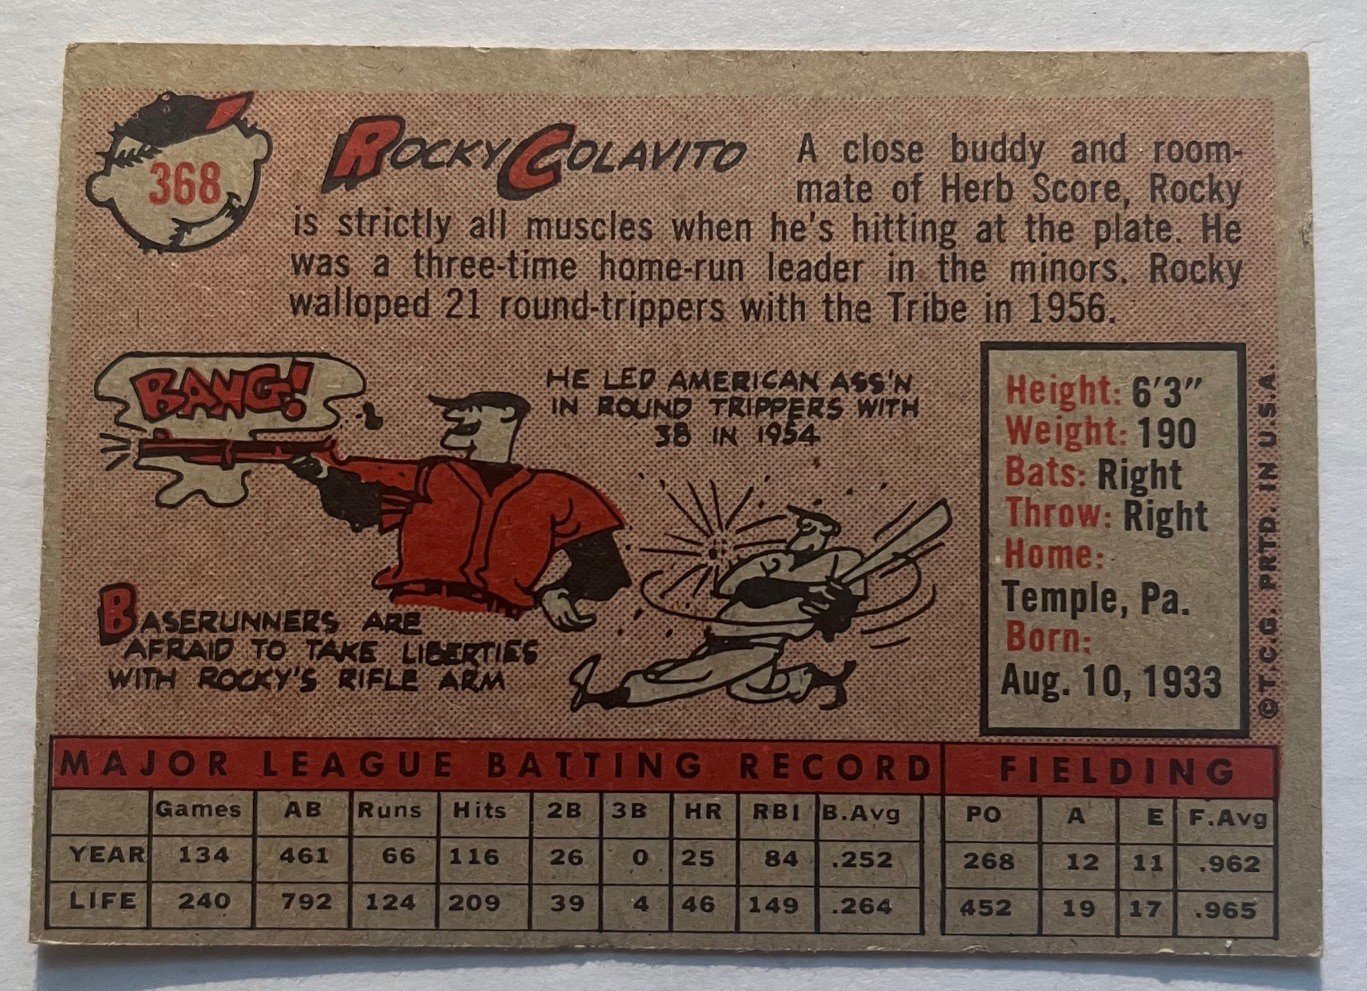 368
ROCKY COLAVITO
A close buddy and room-
mate of Herb Score, Rocky
is strictly all muscles when he's hitting at the plate. He
was a three-time home-run leader in the minors. Rocky
walloped 21 round-trippers with the Tribe in 1956.
BANG!
HE LED AMERICAN ASS'N
IN ROUND TRIPPERS WITH
38 IN 1954
BASERUNNERS ARE
AFRAID TO TAKE LIBERTIES
WITH ROCKY'S RIFLE ARM
Height: 6'3"
Weight: 190
Bats: Right
Throw: Right
Home:
Temple, Pa.
Born:
Aug. 10, 1933
©T.C.G. PRTD. IN U.S.A.
MAJOR LEAGUE BATTING RECORD FIELDING
Games AB Runs Hits 2B 3B HR RBI B.Avg PO A E F.Avg
YEAR 134 461 66 116 26 0 25 84 .252 268 12 11 .962
LIFE 240 792 124 209 39 4 46 149 .264 452 19 17 .965